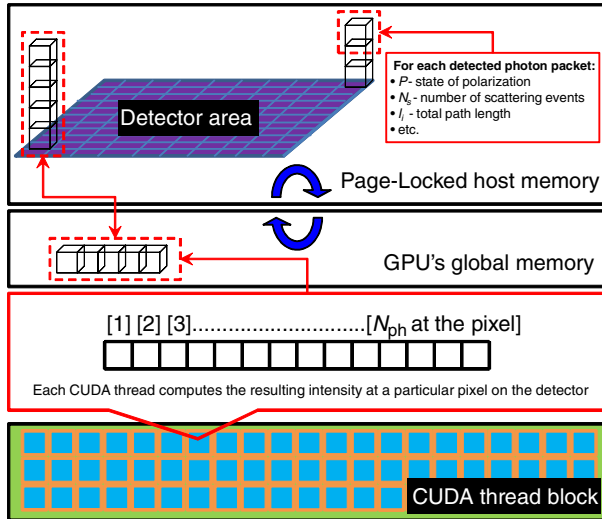 For each detected photon packet:
• P- state of polarization
• Ns - number of scattering events
• li - total path length
• etc.
Detector area
Page-Locked host memory
GPU's global memory
[1] [2] [3]............................[Nph at the pixel]
Each CUDA thread computes the resulting intensity at a particular pixel on the detector
CUDA thread block